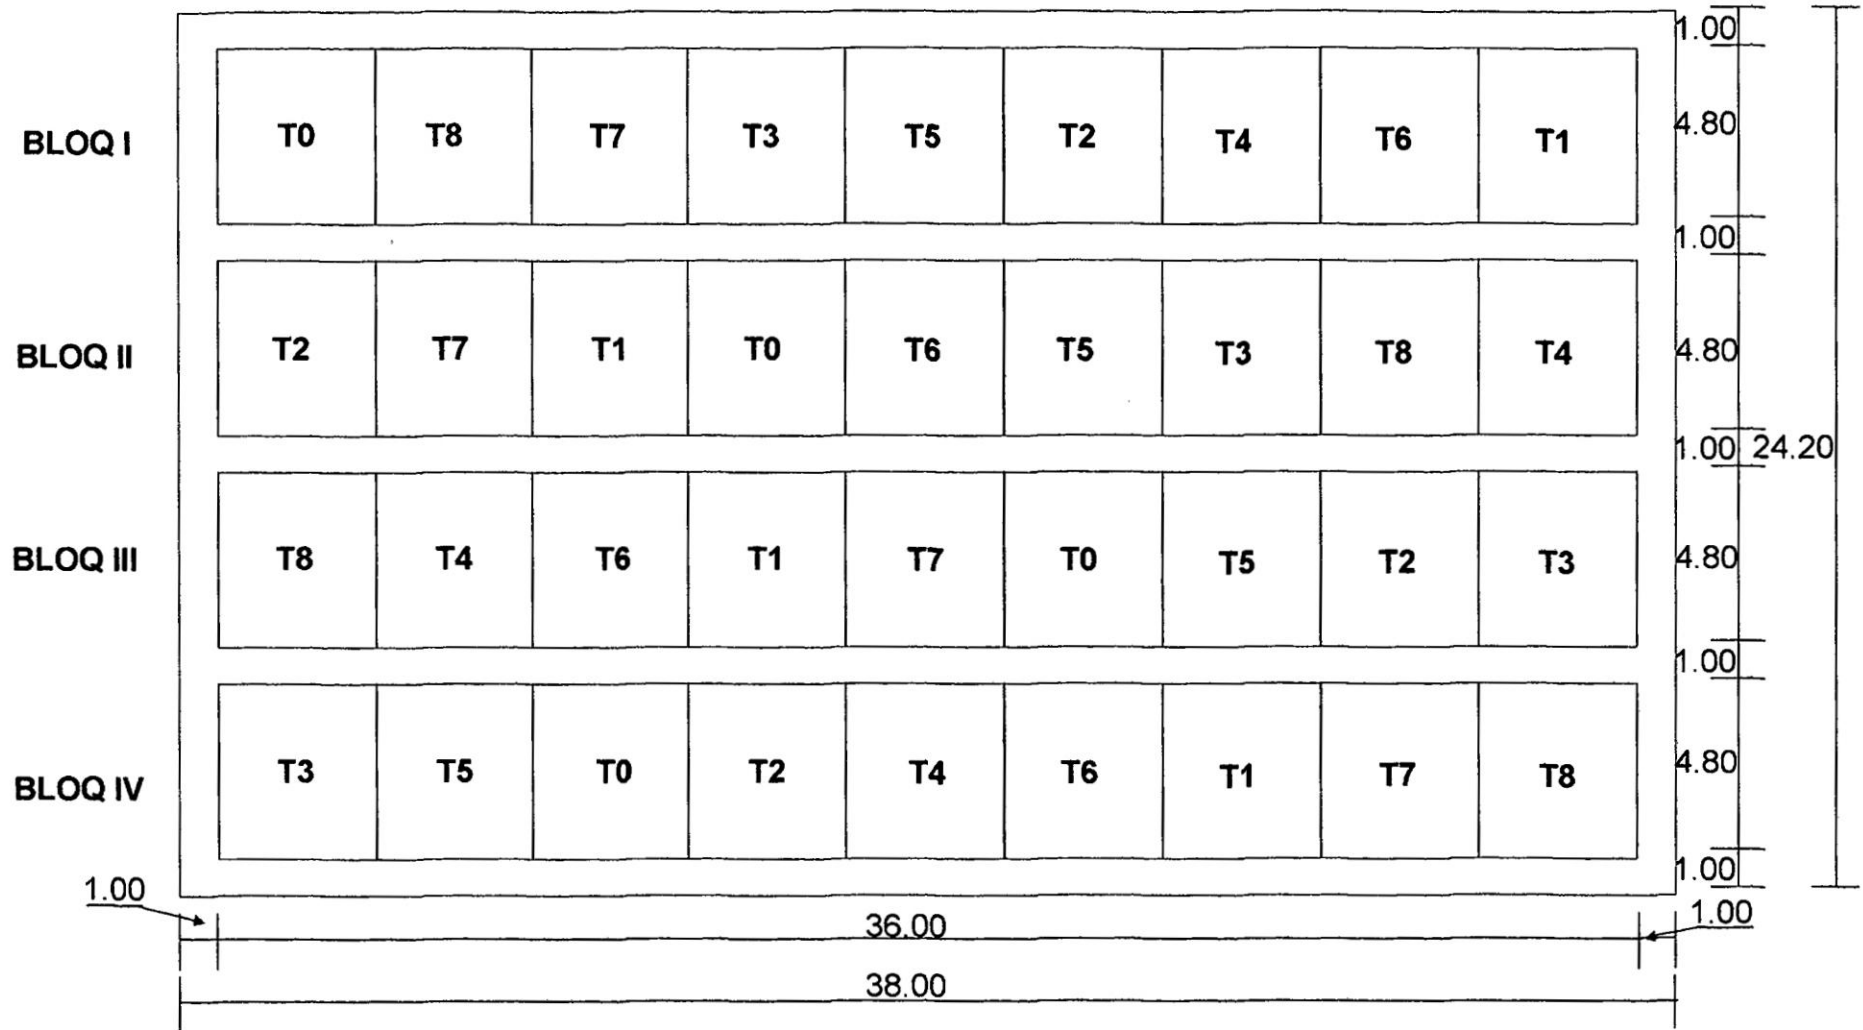 1.00
BLOQ I T0 T8 T7 T3 T5 T2 T4 T6 T1 4.80
1.00
BLOQ II T2 T7 T1 T0 T6 T5 T3 T8 T4 4.80
1.00 24.20
BLOQ III T8 T4 T6 T1 T7 T0 T5 T2 T3 4.80
1.00
BLOQ IV T3 T5 T0 T2 T4 T6 T1 T7 T8 4.80
1.00
1.00 36.00 1.00
38.00